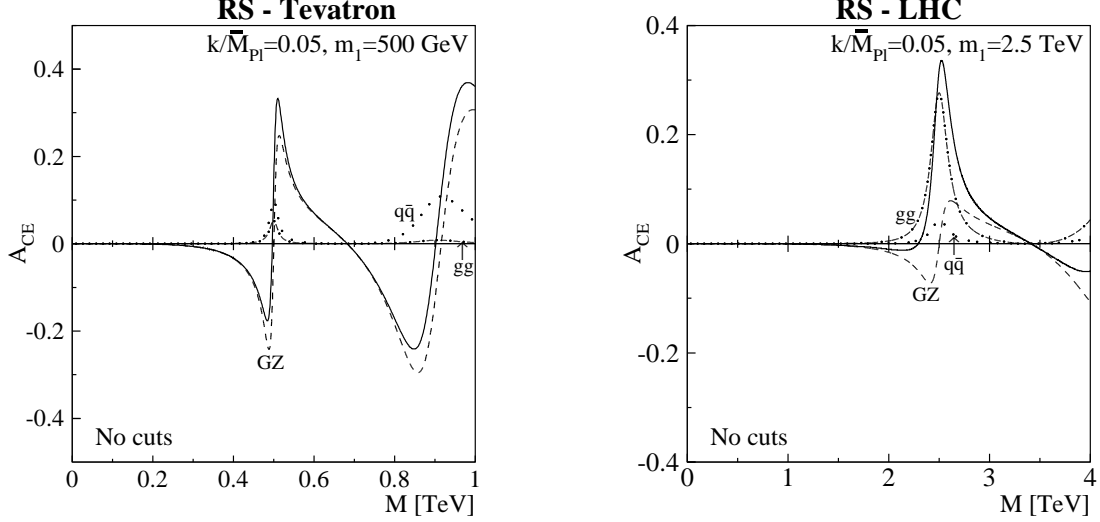 RS - Tevatron
k/M̄Pl=0.05, m1=500 GeV
ACE
0.4
0.2
0
-0.2
-0.4
qq̄
gg
GZ
No cuts
0
0.2
0.4
0.6
0.8
1
M [TeV]
RS - LHC
k/M̄Pl=0.05, m1=2.5 TeV
ACE
0.4
0.2
0
-0.2
-0.4
gg
qq̄
GZ
No cuts
0
1
2
3
4
M [TeV]